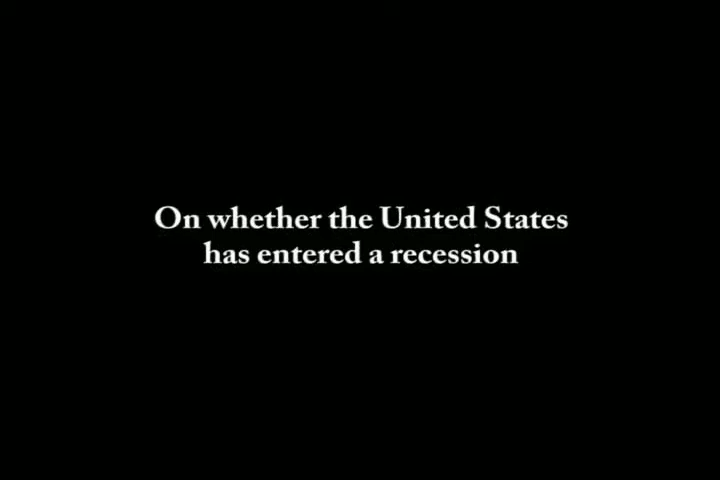 On whether the United States
has entered a recession